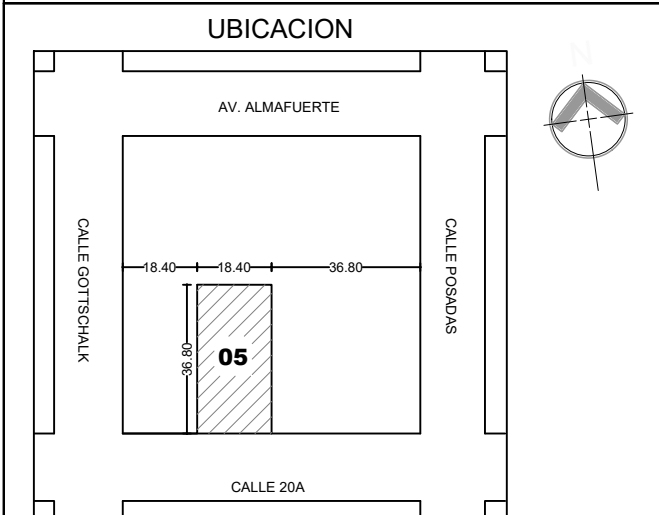 UBICACION
N
AV. ALMAFUERTE
CALLE GOTTSCHALK
CALLE POSADAS
18.40
18.40
36.80
36.80
05
CALLE 20A